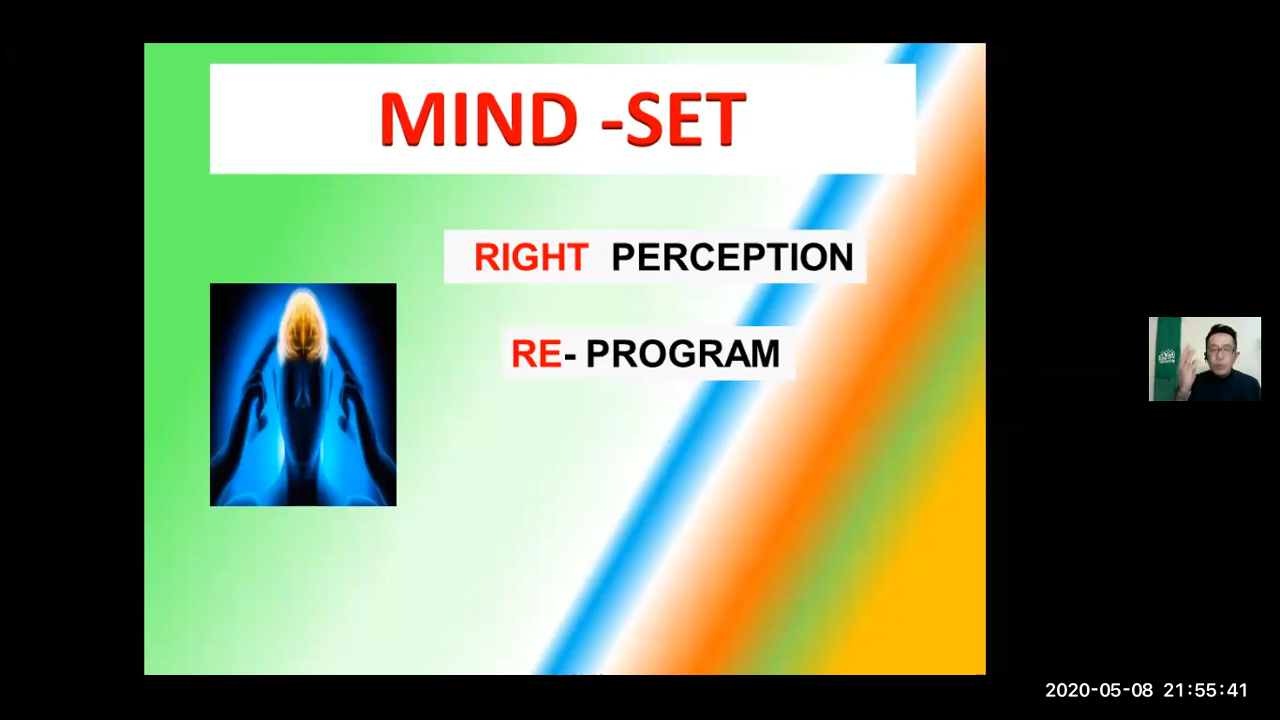 MIND -SET
RIGHT PERCEPTION
RE- PROGRAM
2020-05-08 21:55:41